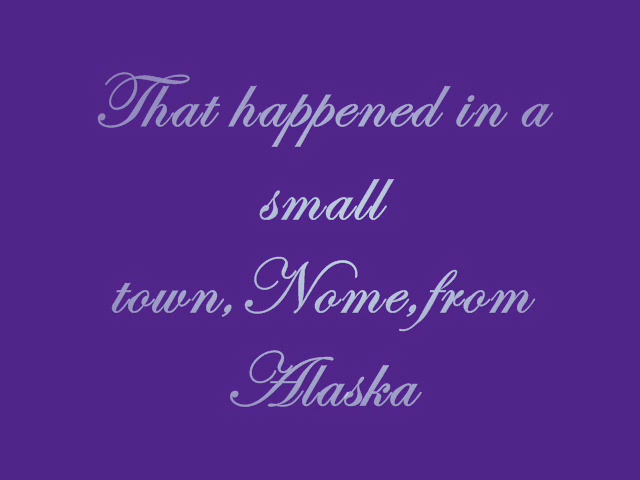 That happened in a
small
town, Nome,from
Alaska